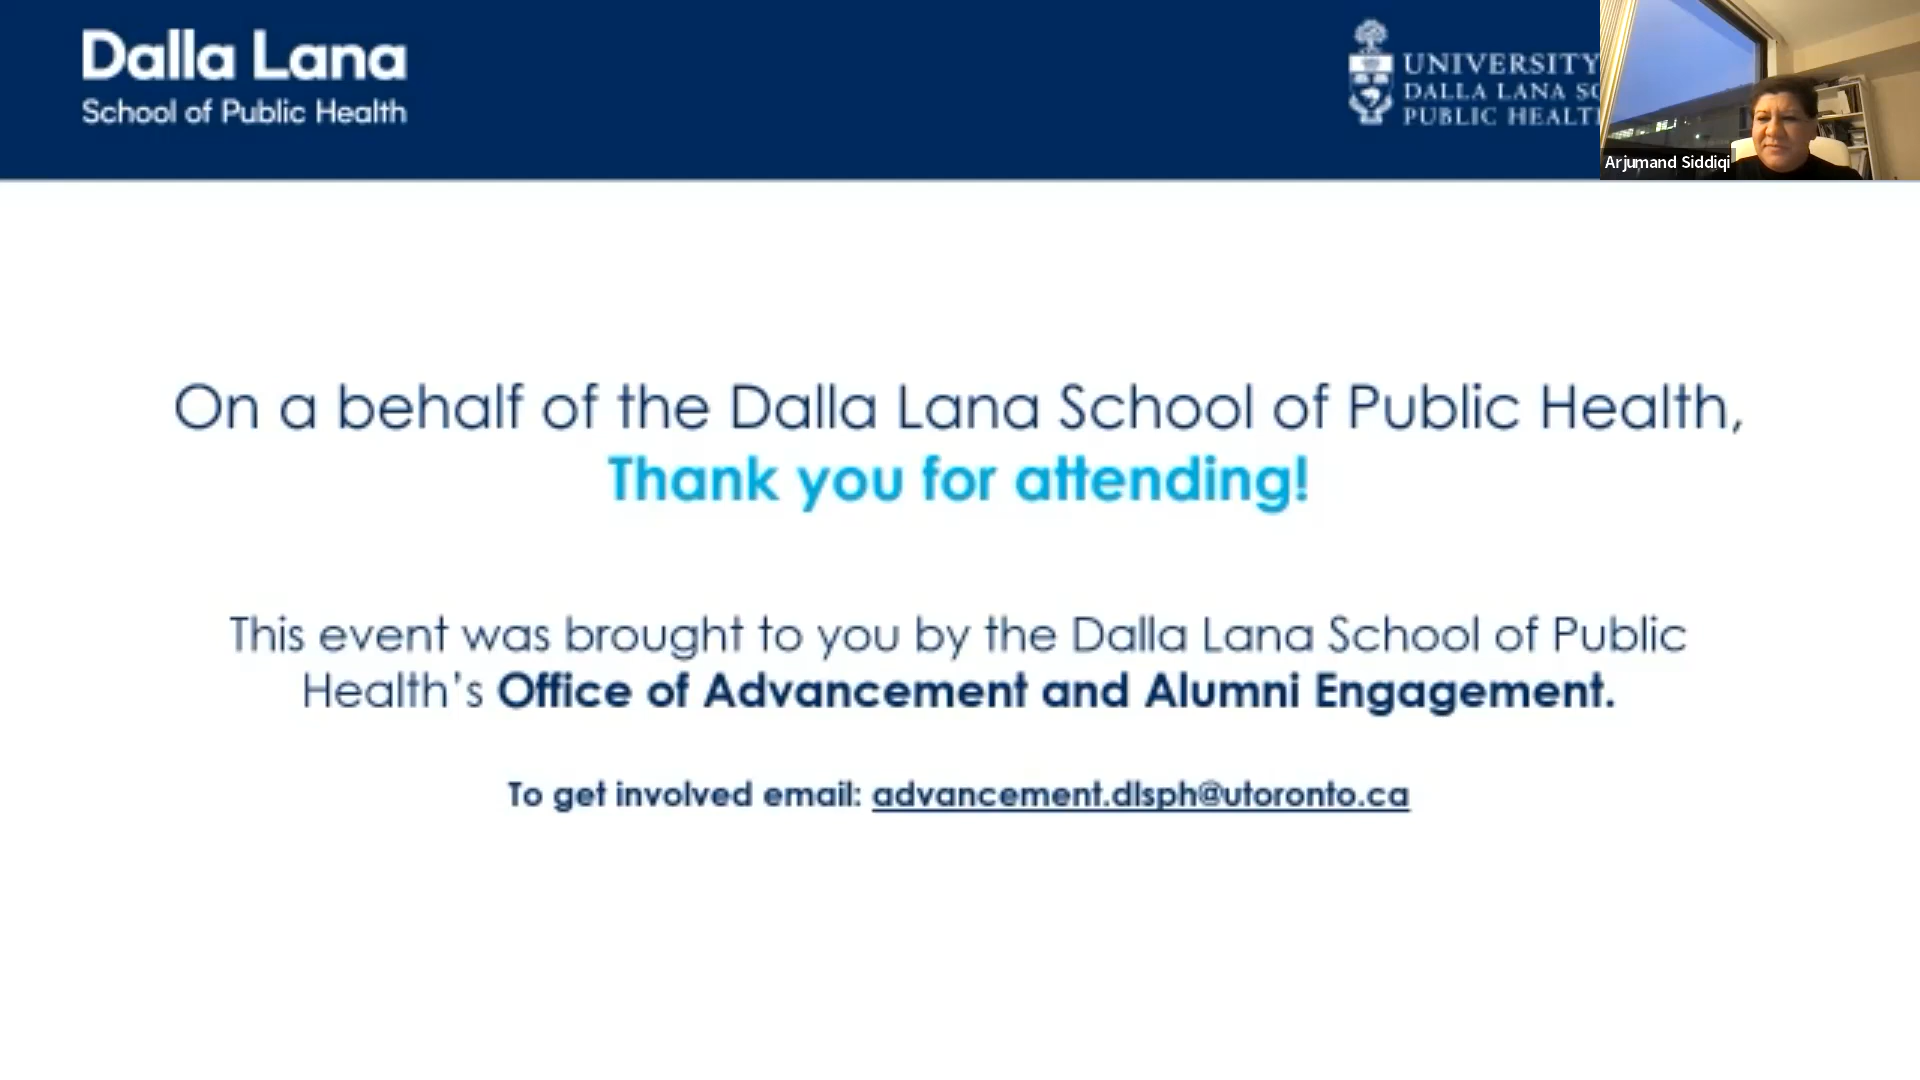 Dalla Lana
School of Public Health
UNIVERSITY
DALLA LANA
PUBLIC HEALTH
Arjumand Siddiqi
On a behalf of the Dalla Lana School of Public Health,
Thank you for attending!
This event was brought to you by the Dalla Lana School of Public
Health’s Office of Advancement and Alumni Engagement.
To get involved email: advancement.dlsph@utoronto.ca